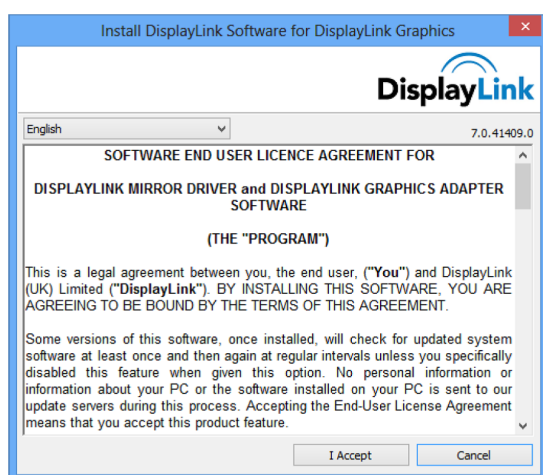 Install DisplayLink Software for DisplayLink Graphics
DisplayLink
English
7.0.41409.0
SOFTWARE END USER LICENCE AGREEMENT FOR
DISPLAYLINK MIRROR DRIVER and DISPLAYLINK GRAPHICS ADAPTER
SOFTWARE
(THE "PROGRAM")
This is a legal agreement between you, the end user, ("You") and DisplayLink
(UK) Limited ("DisplayLink"). BY INSTALLING THIS SOFTWARE, YOU ARE
AGREEING TO BE BOUND BY THE TERMS OF THIS AGREEMENT.
Some versions of this software, once installed, will check for updated system
software at least once and then again at regular intervals unless you specifically
disabled this feature when given this option. No personal information or
information about your PC or the software installed on your PC is sent to our
update servers during this process. Accepting the End-User License Agreement
means that you accept this product feature.
I Accept
Cancel